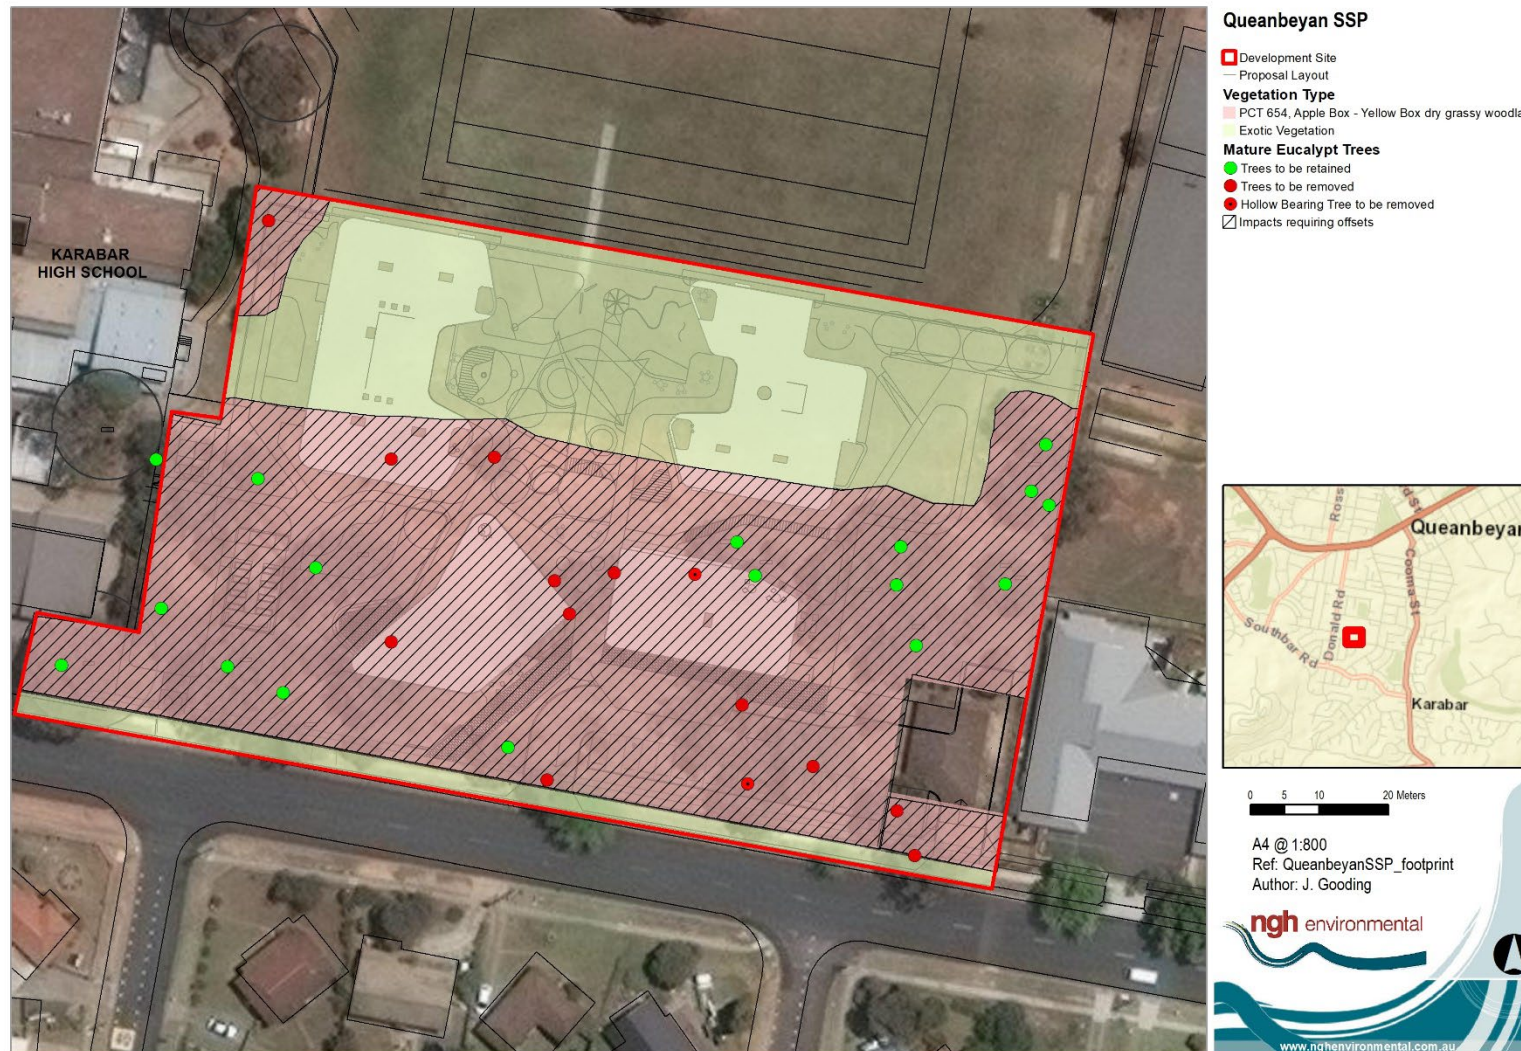 Queanbeyan SSP
Development Site
Proposal Layout
Vegetation Type
PCT 654, Apple Box - Yellow Box dry grassy woodla
Exotic Vegetation
Mature Eucalypt Trees
Trees to be retained
Trees to be removed
Hollow Bearing Tree to be removed
Impacts requiring offsets
KARABAR
HIGH SCHOOL
Ross
rd St
Queanbeyan
Cooma St
Donald Rd
Southbar Rd
Karabar
0 5 10 20 Meters
A4 @ 1:800
Ref: QueanbeyanSSP_footprint
Author: J. Gooding
ngh environmental
www.nghenvironmental.com.au